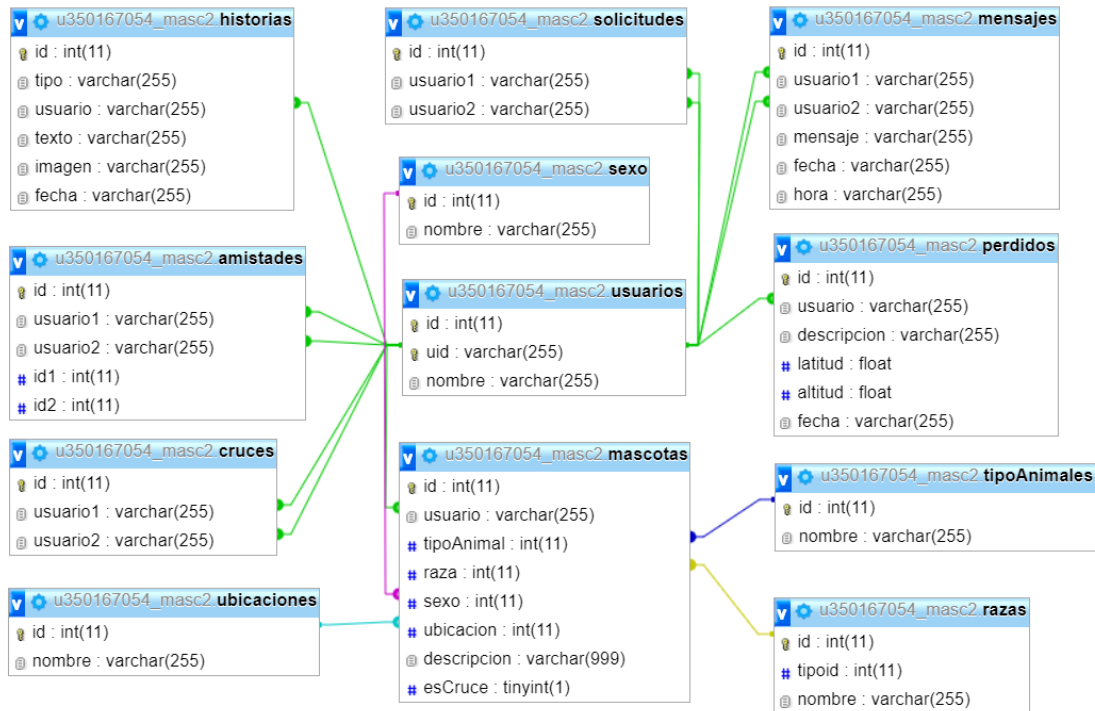 u350167054_masc2 historias
id : int(11)
tipo : varchar(255)
usuario : varchar(255)
texto : varchar(255)
imagen : varchar(255)
fecha : varchar(255)
u350167054_masc2 solicitudes
id : int(11)
usuario1 : varchar(255)
usuario2 : varchar(255)
u350167054_masc2 mensajes
id : int(11)
usuario1 : varchar(255)
usuario2 : varchar(255)
mensaje : varchar(255)
fecha : varchar(255)
hora : varchar(255)
u350167054_masc2 sexo
id : int(11)
nombre : varchar(255)
u350167054_masc2 amistades
id : int(11)
usuario1 : varchar(255)
usuario2 : varchar(255)
# id1 : int(11)
# id2 : int(11)
u350167054_masc2 usuarios
id : int(11)
uid : varchar(255)
nombre : varchar(255)
u350167054_masc2 perdidos
id : int(11)
usuario : varchar(255)
descripcion : varchar(255)
# latitud : float
# altitud : float
fecha : varchar(255)
u350167054_masc2 cruces
id : int(11)
usuario1 : varchar(255)
usuario2 : varchar(255)
u350167054_masc2 mascotas
id : int(11)
usuario : varchar(255)
# tipoAnimal : int(11)
# raza : int(11)
# sexo : int(11)
# ubicacion : int(11)
descripcion : varchar(999)
# esCruce : tinyint(1)
u350167054_masc2 tipoAnimales
id : int(11)
nombre : varchar(255)
u350167054_masc2 ubicaciones
id : int(11)
nombre : varchar(255)
u350167054_masc2 razas
id : int(11)
# tipoid : int(11)
nombre : varchar(255)